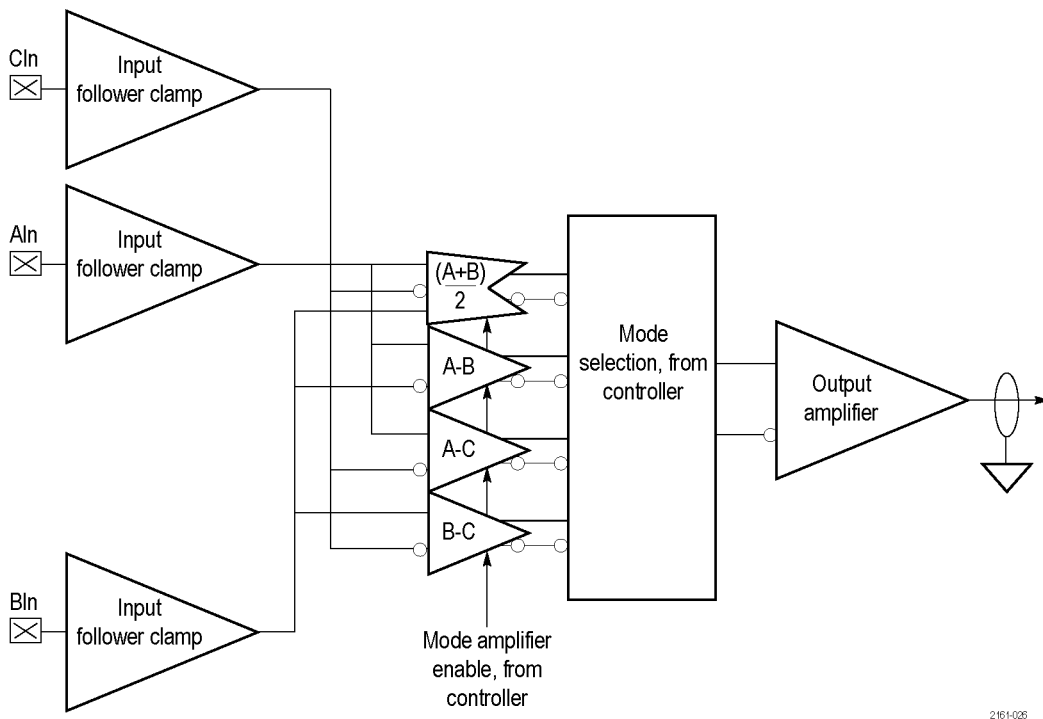 CIn
Input
follower clamp
AIn
Input
follower clamp
(A+B)
2
A-B
A-C
B-C
Mode
selection, from
controller
Output
amplifier
BIn
Input
follower clamp
Mode amplifier
enable, from
controller
2161-026